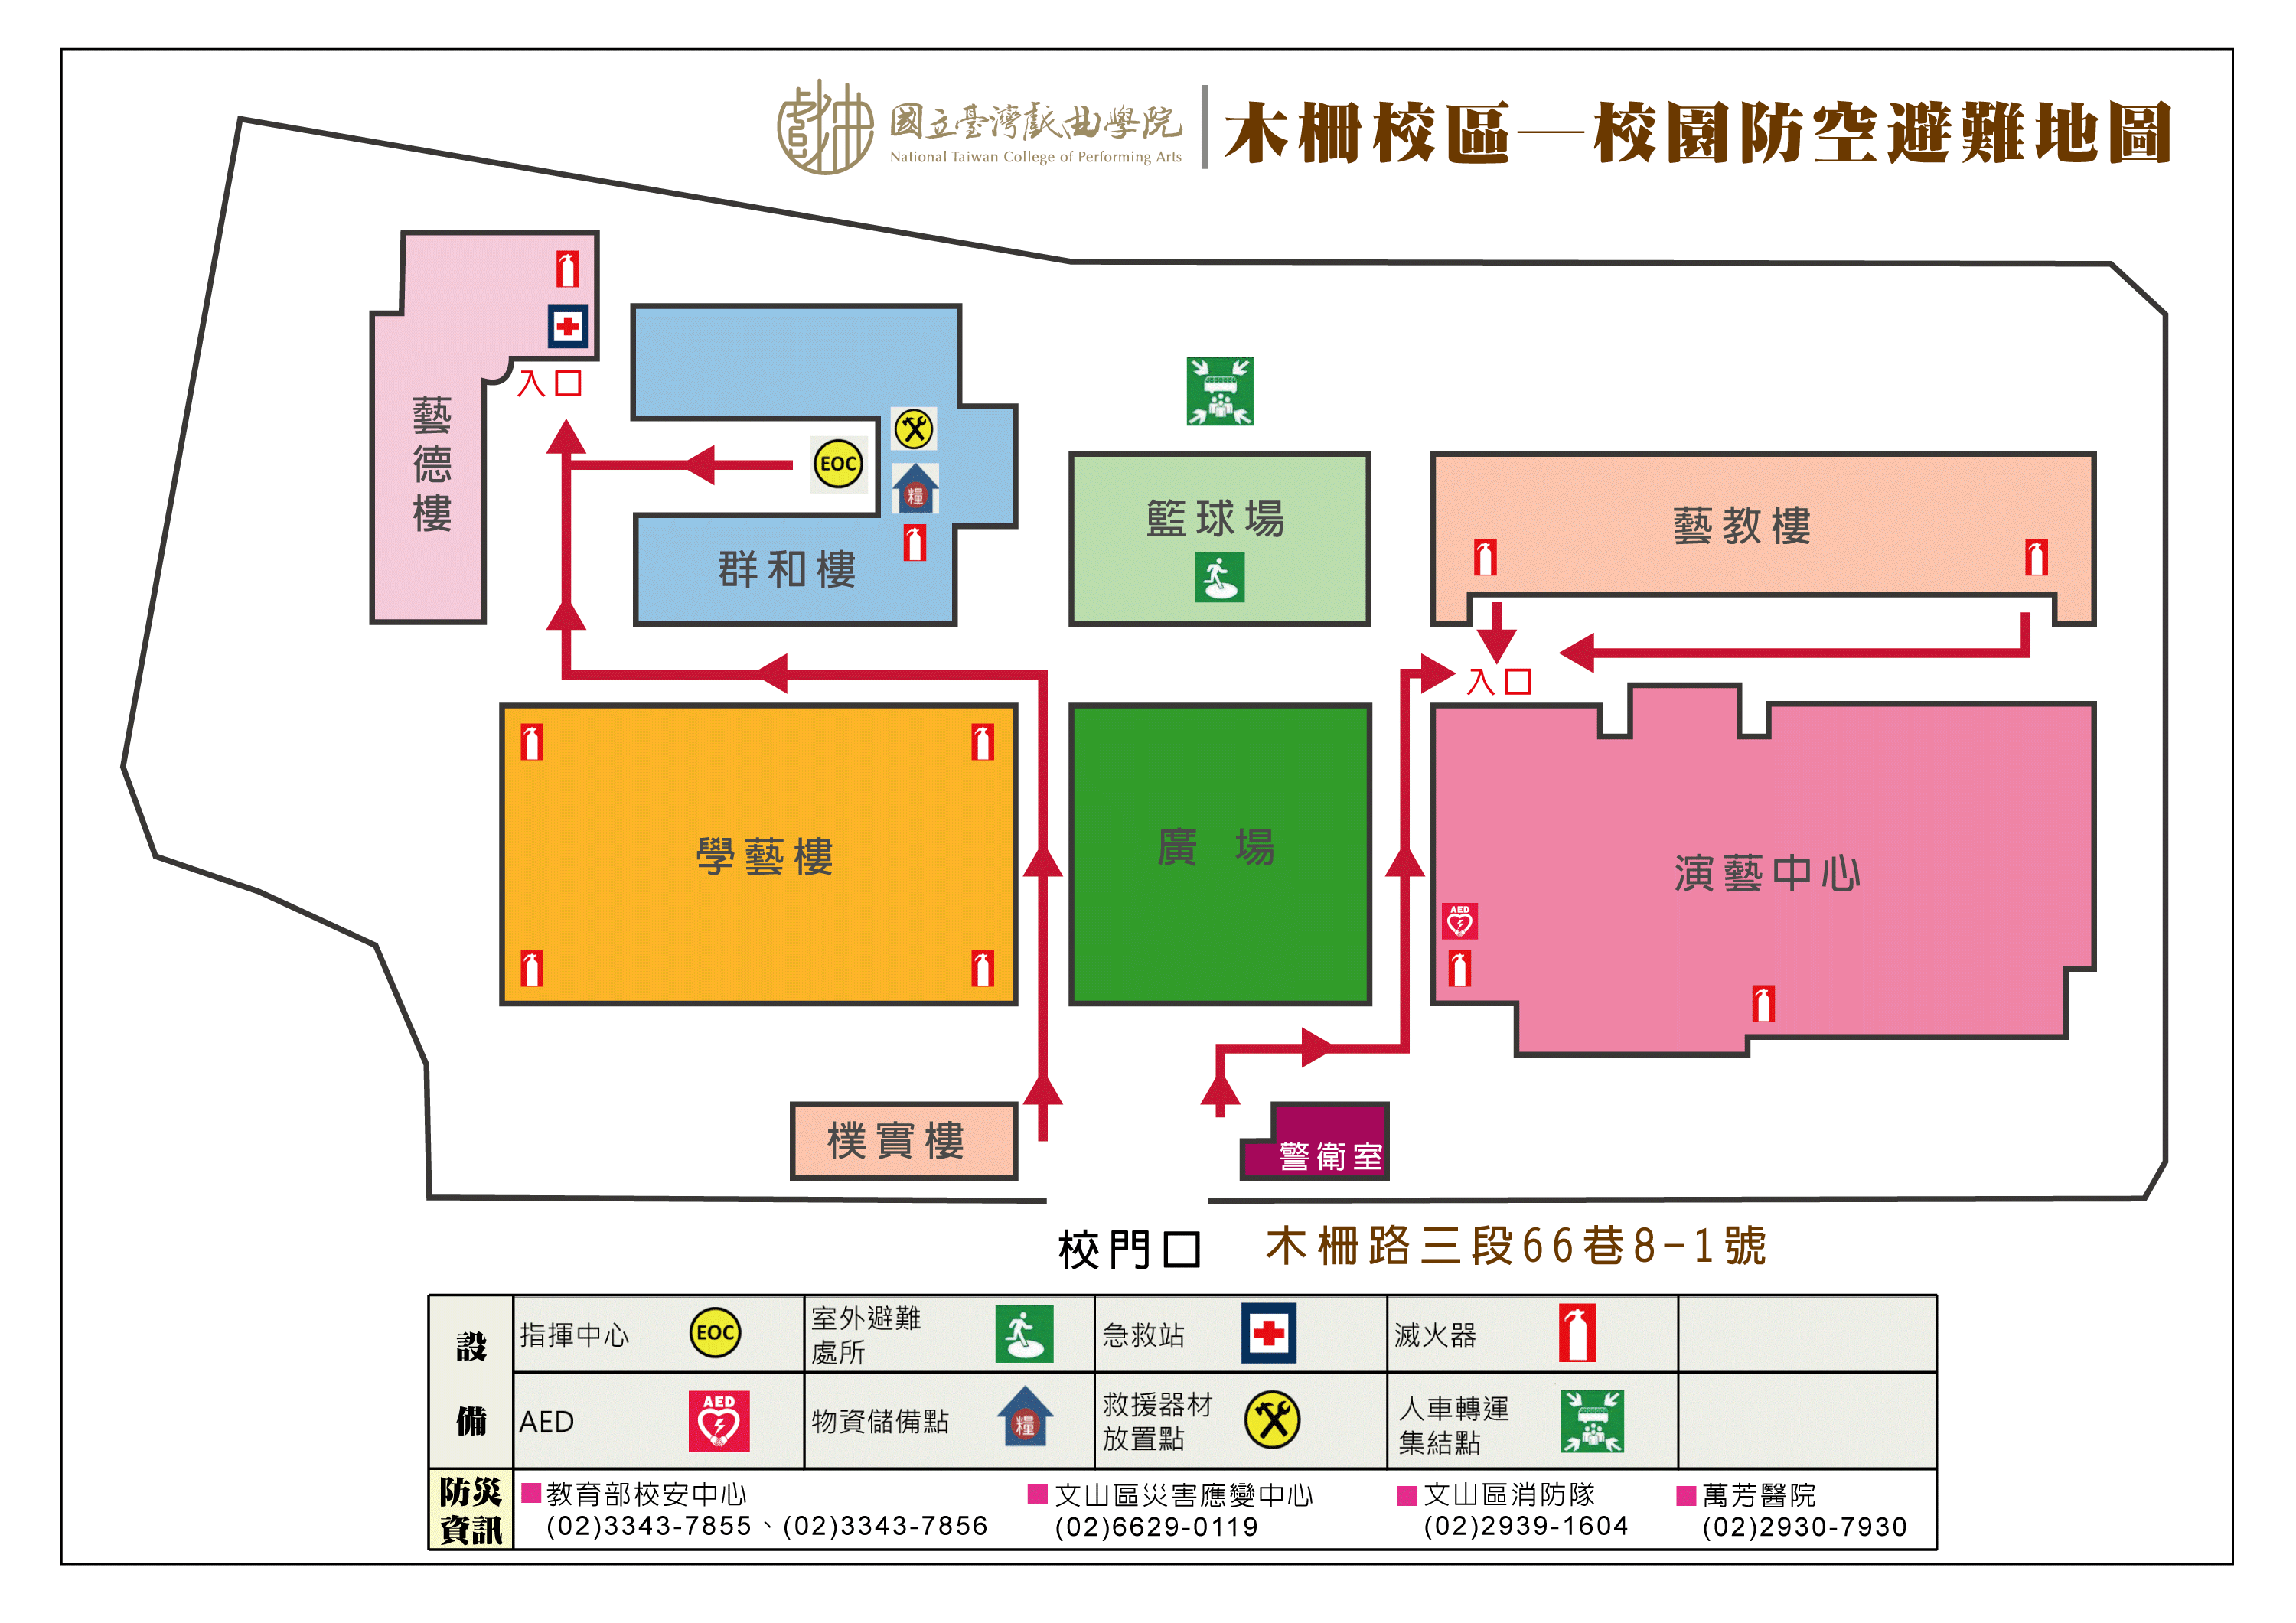 國立臺灣戲曲學院
National Taiwan College of Performing Arts
木柵校區—校園防空避難地圖
入口
藝德樓
EOC
糧
群和樓
籃球場
藝教樓
入口
學藝樓
廣 場
演藝中心
AED
樸實樓
警衛室
校門口
木柵路三段66巷8-1號
設備
指揮中心
EOC
室外避難
處所
急救站
滅火器
AED
AED
物資儲備點
糧
救援器材
放置點
人車轉運
集結點
防災
資訊
教育部校安中心
(02)3343-7855、(02)3343-7856
文山區災害應變中心
(02)6629-0119
文山區消防隊
(02)2939-1604
萬芳醫院
(02)2930-7930